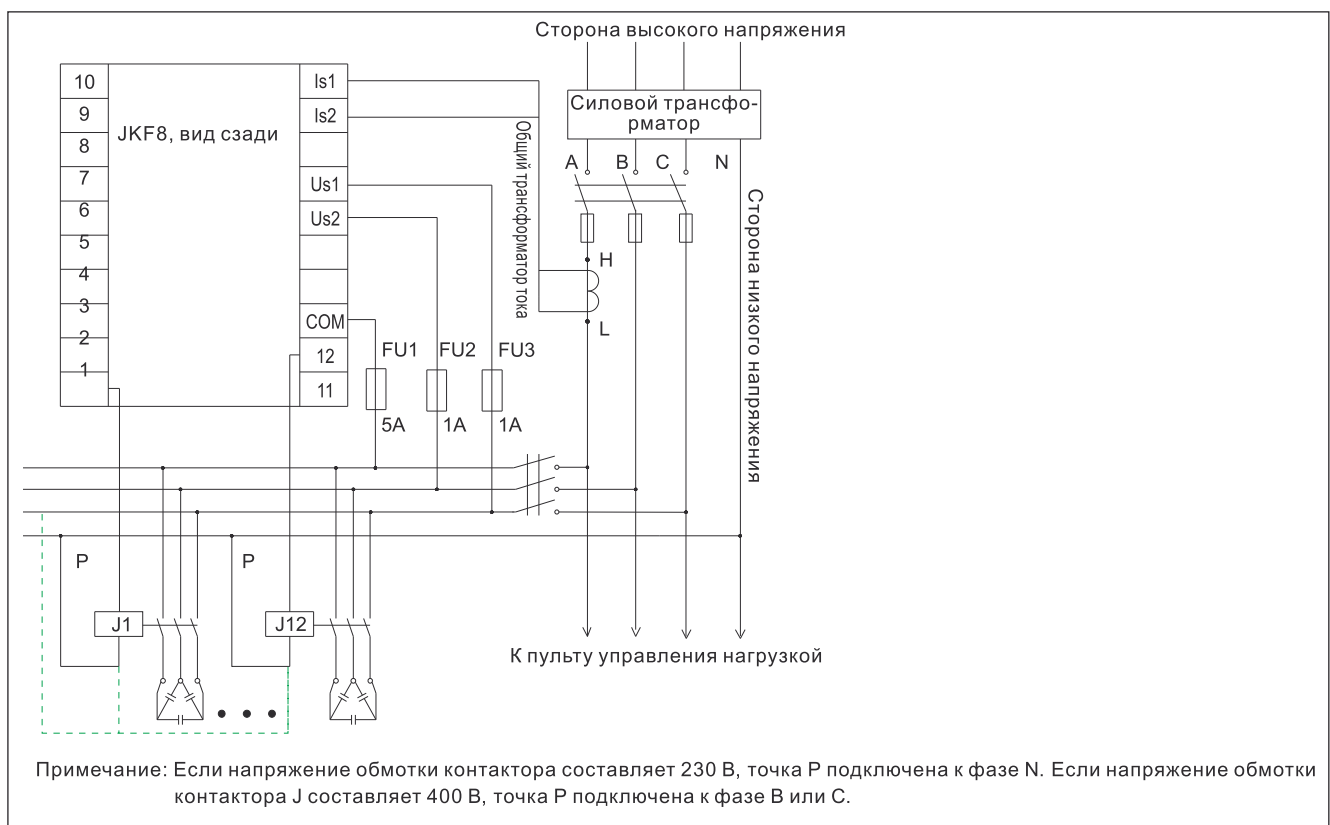 Сторона высокого напряжения
Силовой трансфо-
рматор
A B C N
JKF8, вид сзади
10
9
8
7
6
5
4
3
2
1
Is1
Is2
Us1
Us2
COM
12
11
Общий трансформатор тока
H
L
Сторона низкого напряжения
FU1 FU2 FU3
5A 1A 1A
P P
J1 J12
К пульту управления нагрузкой
Примечание: Если напряжение обмотки контактора составляет 230 В, точка P подключена к фазе N. Если напряжение обмотки
контактора J составляет 400 В, точка P подключена к фазе B или C.